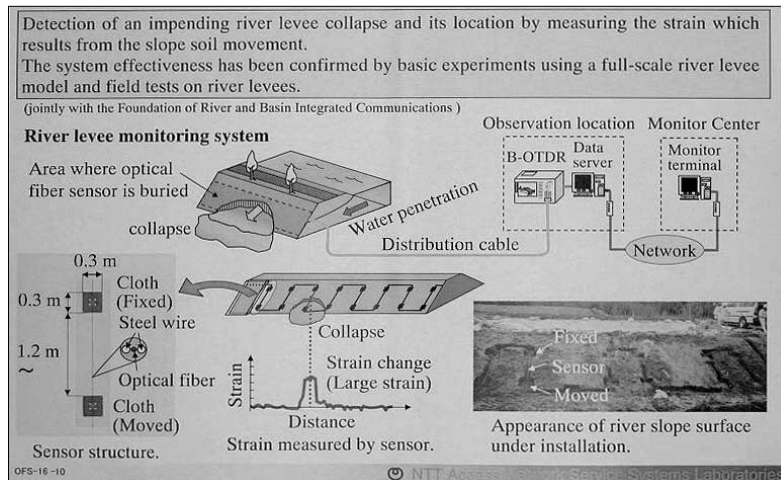 Detection of an impending river levee collapse and its location by measuring the strain which
results from the slope soil movement.
The system effectiveness has been confirmed by basic experiments using a full-scale river levee
model and field tests on river levees.
(jointly with the Foundation of River and Basin Integrated Communications )
River levee monitoring system
Observation location
Monitor Center
Area where optical
fiber sensor is buried
collapse
Water penetration
B-OTDR
Data
server
Monitor
terminal
Distribution cable
Network
0.3 m
0.3 m
Cloth
(Fixed)
Steel wire
1.2 m
~
Optical fiber
Cloth
(Moved)
Sensor structure.
Collapse
Strain
Strain change
(Large strain)
Distance
Strain measured by sensor.
Fixed
Sensor
Moved
Appearance of river slope surface
under installation.
OFS-16 -10
NTT Access Network Service Systems Laboratories